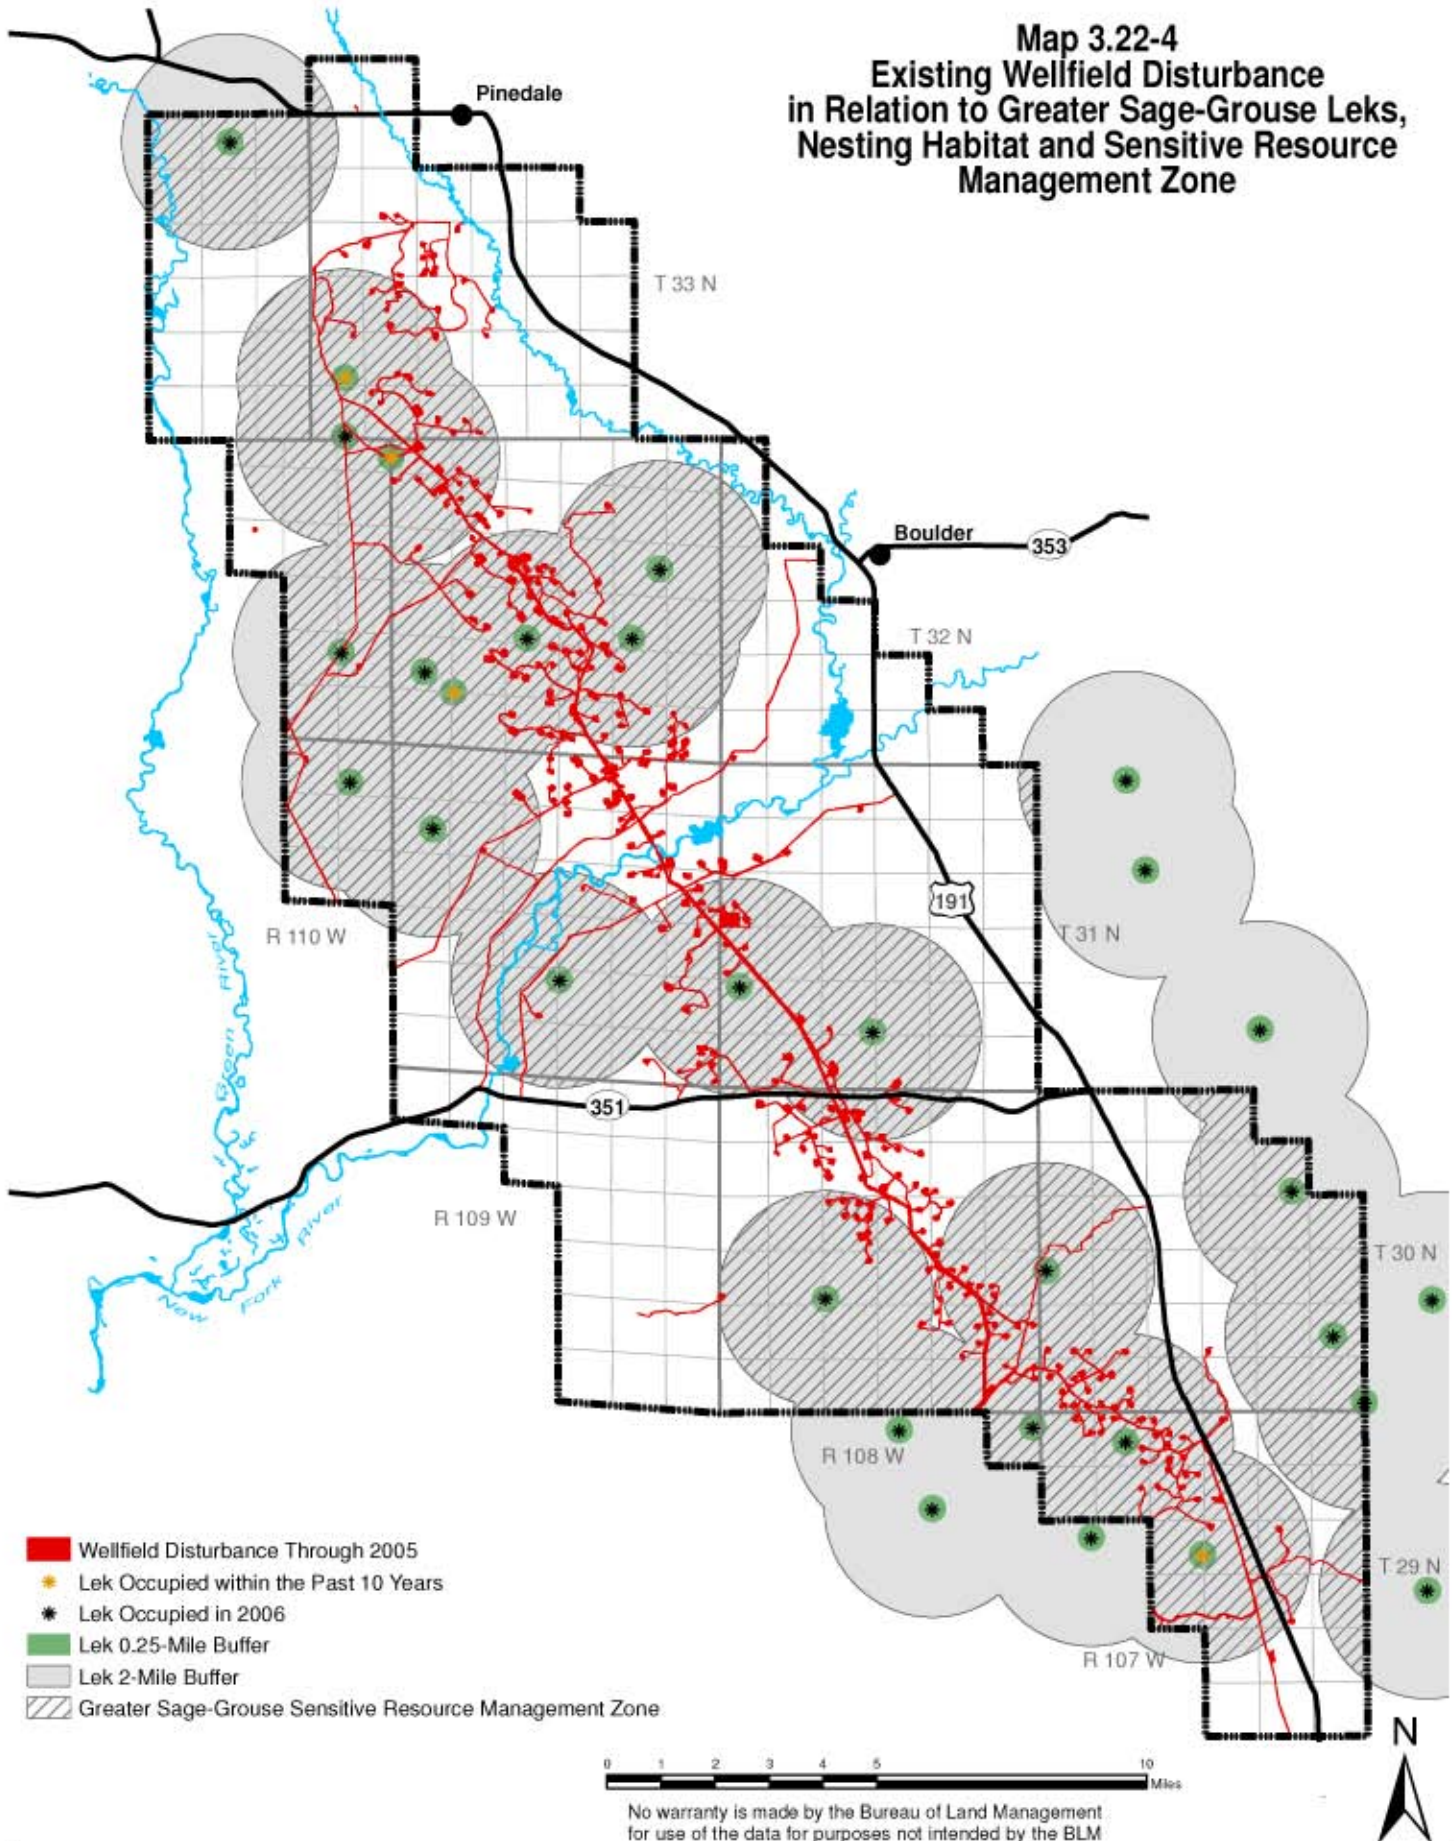 Map 3.22-4
Existing Wellfield Disturbance
in Relation to Greater Sage-Grouse Leks,
Nesting Habitat and Sensitive Resource
Management Zone
Pinedale
T 33 N
Boulder
353
T 32 N
191
T 31 N
R 110 W
Green River
351
R 109 W
New Fork River
T 30 N
R 108 W
T 29 N
R 107 W
Wellfield Disturbance Through 2005
Lek Occupied within the Past 10 Years
Lek Occupied in 2006
Lek 0.25-Mile Buffer
Lek 2-Mile Buffer
Greater Sage-Grouse Sensitive Resource Management Zone
N
0 1 2 3 4 5 10
Miles
No warranty is made by the Bureau of Land Management
for use of the data for purposes not intended by the BLM